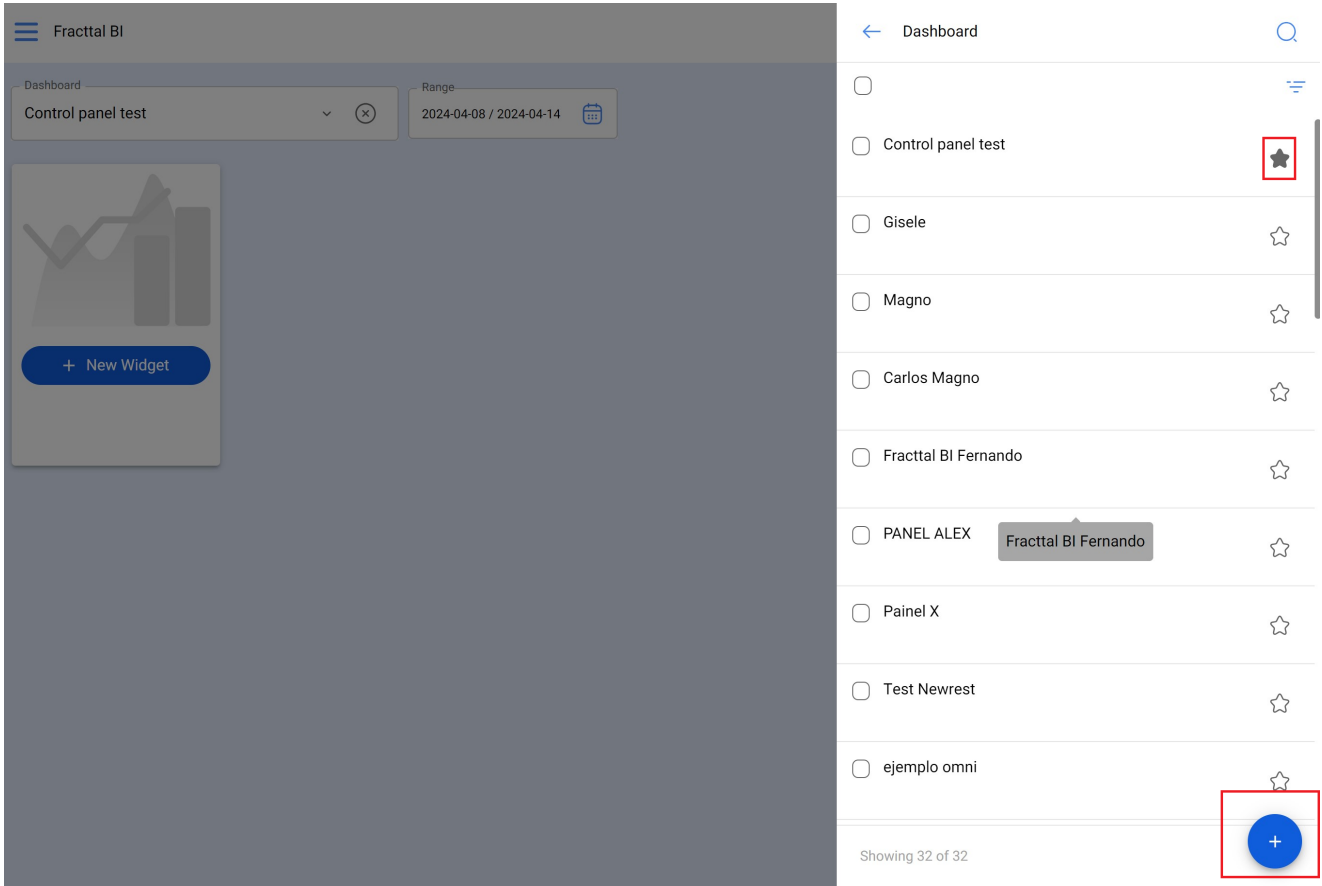 Fracttal BI
Dashboard
Control panel test
Range
2024-04-08 / 2024-04-14
+ New Widget
Dashboard
Control panel test
Gisele
Magno
Carlos Magno
Fracttal BI Fernando
PANEL ALEX
Fracttal BI Fernando
Painel X
Test Newrest
ejemplo omni
Showing 32 of 32
+